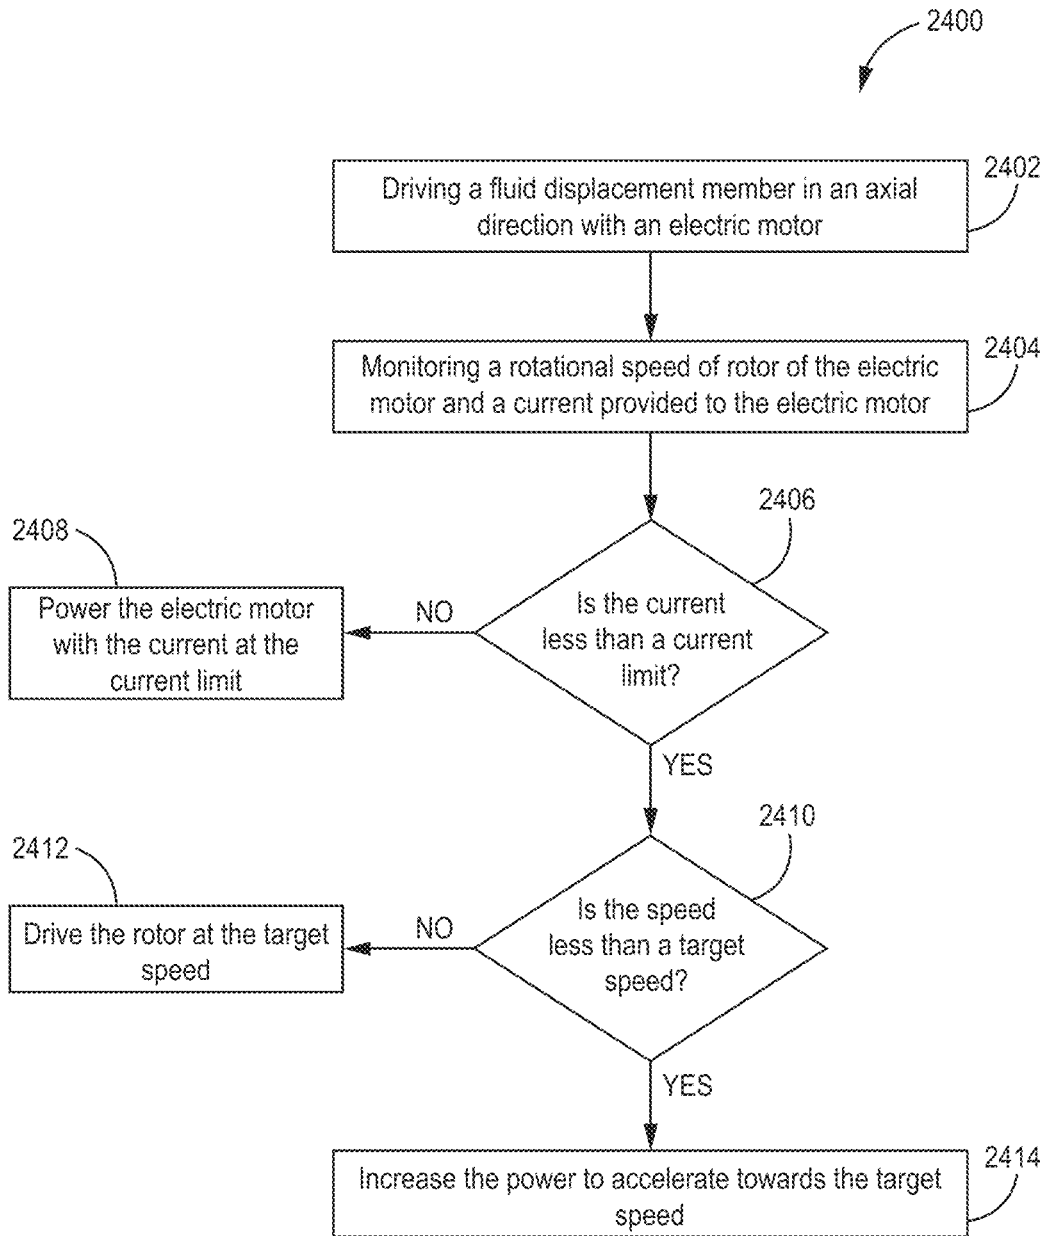 2400
2402
Driving a fluid displacement member in an axial
direction with an electric motor
2404
Monitoring a rotational speed of rotor of the electric
motor and a current provided to the electric motor
2406
Is the current
less than a current
limit?
NO
2408
Power the electric motor
with the current at the
current limit
YES
2410
Is the speed
less than a target
speed?
NO
2412
Drive the rotor at the target
speed
YES
2414
Increase the power to accelerate towards the target
speed